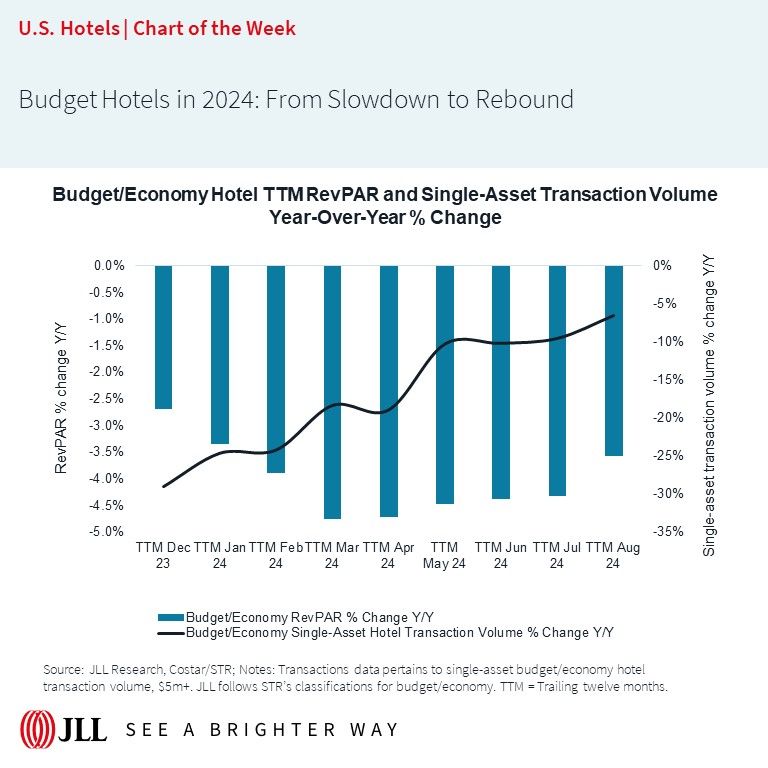 U.S. Hotels | Chart of the Week
Budget Hotels in 2024: From Slowdown to Rebound
Budget/Economy Hotel TTM RevPAR and Single-Asset Transaction Volume
Year-Over-Year % Change
RevPAR % change Y/Y
0.0%
-0.5%
-1.0%
-1.5%
-2.0%
-2.5%
-3.0%
-3.5%
-4.0%
-4.5%
-5.0%
0%
-5%
-10%
-15%
-20%
-25%
-30%
-35%
Single-asset transaction volume % change Y/Y
TTM Dec
23
TTM Jan
24
TTM Feb
24
TTM Mar
24
TTM Apr
24
TTM
May 24
TTM Jun
24
TTM Jul
24
TTM Aug
24
Budget/Economy RevPAR % Change Y/Y
Budget/Economy Single-Asset Hotel Transaction Volume % Change Y/Y
Source: JLL Research, Costar/STR; Notes: Transactions data pertains to single-asset budget/economy hotel
transaction volume, $5m+. JLL follows STR's classifications for budget/economy. TTM = Trailing twelve months.
JLL SEE A BRIGHTER WAY